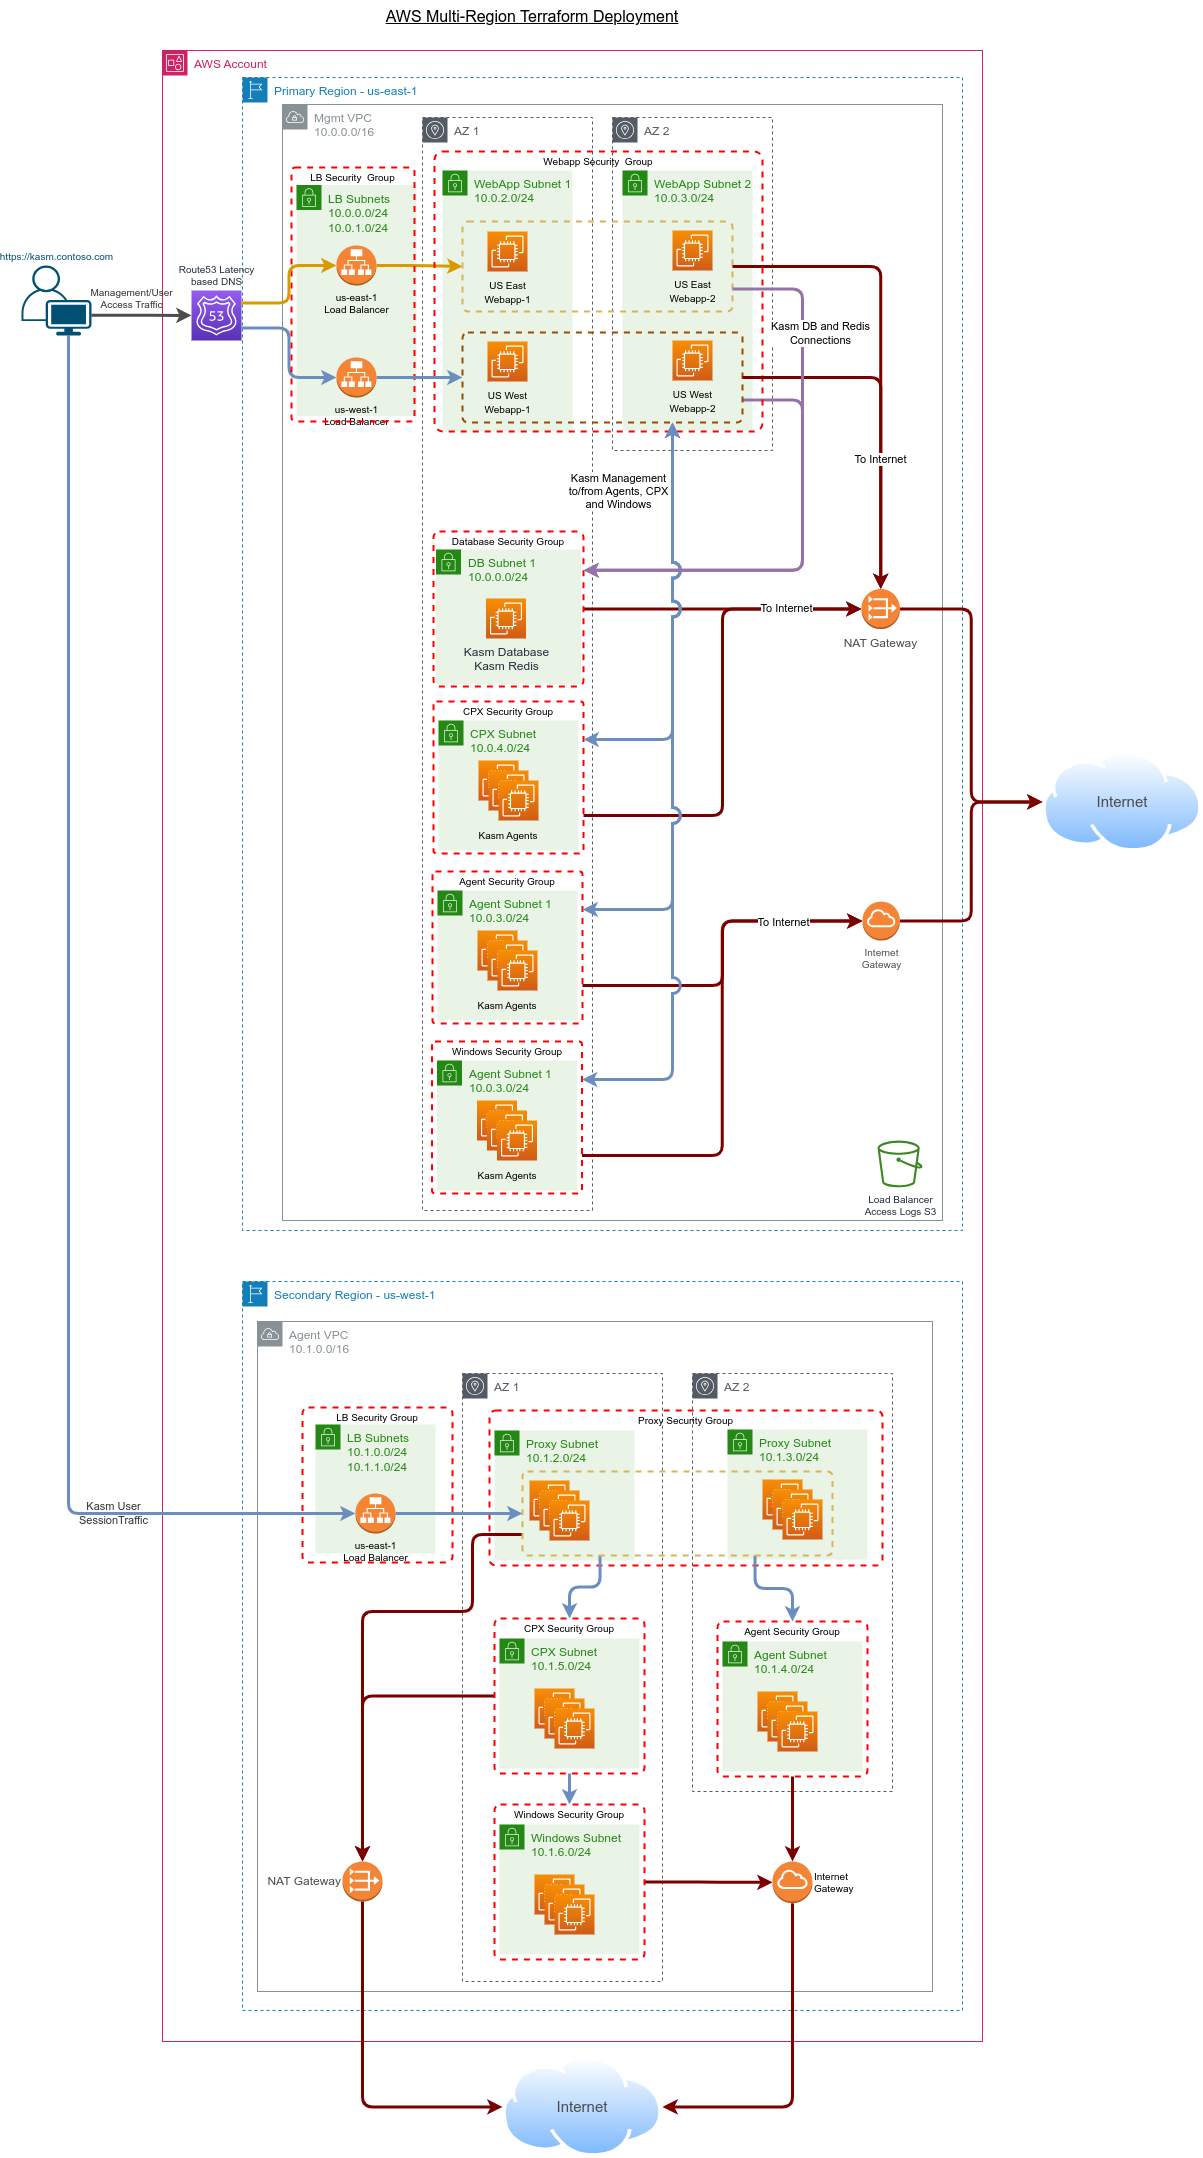 AWS Multi-Region Terraform Deployment
AWS Account
Primary Region - us-east-1
Mgmt VPC
10.0.0.0/16
AZ 1
AZ 2
Webapp Security Group
LB Security Group
LB Subnets
10.0.0.0/24
10.0.1.0/24
WebApp Subnet 1
10.0.2.0/24
WebApp Subnet 2
10.0.3.0/24
https://kasm.contoso.com
Management/User
Access Traffic
Route53 Latency
based DNS
53
us-east-1
Load Balancer
US East
Webapp-1
US East
Webapp-2
Kasm DB and Redis
Connections
us-west-1
Load Balancer
US West
Webapp-1
US West
Webapp-2
To Internet
Kasm Management
to/from Agents, CPX
and Windows
Database Security Group
DB Subnet 1
10.0.0.0/24
Kasm Database
Kasm Redis
To Internet
NAT Gateway
CPX Security Group
CPX Subnet
10.0.4.0/24
Kasm Agents
Internet
Agent Security Group
Agent Subnet 1
10.0.3.0/24
Kasm Agents
To Internet
Internet
Gateway
Windows Security Group
Agent Subnet 1
10.0.3.0/24
Kasm Agents
Load Balancer
Access Logs S3
Secondary Region - us-west-1
Agent VPC
10.1.0.0/16
AZ 1
AZ 2
LB Security Group
LB Subnets
10.1.0.0/24
10.1.1.0/24
Proxy Security Group
Proxy Subnet
10.1.2.0/24
Proxy Subnet
10.1.3.0/24
Kasm User
SessionTraffic
us-east-1
Load Balancer
CPX Security Group
CPX Subnet
10.1.5.0/24
Agent Security Group
Agent Subnet
10.1.4.0/24
Windows Security Group
Windows Subnet
10.1.6.0/24
NAT Gateway
Internet
Gateway
Internet